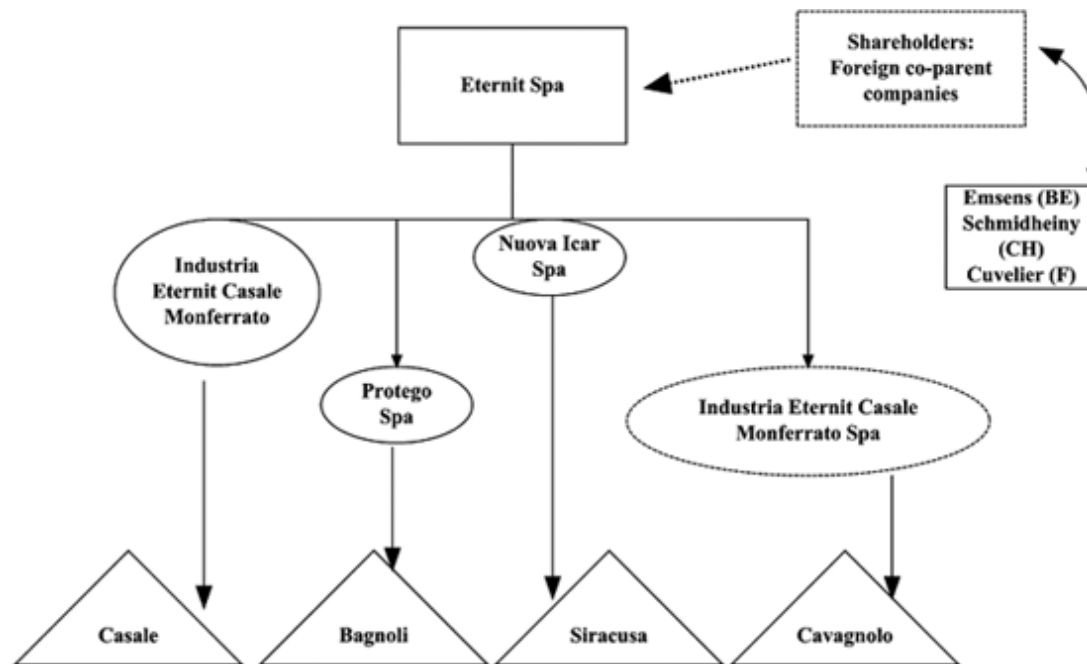 Eternit Spa
Shareholders:
Foreign co-parent
companies
Emsens (BE)
Schmidheiny
(CH)
Cuvelier (F)
Industria
Eternit Casale
Monferrato
Nuova Icar
Spa
Protego
Spa
Industria Eternit Casale
Monferrato Spa
Casale
Bagnoli
Siracusa
Cavagnolo